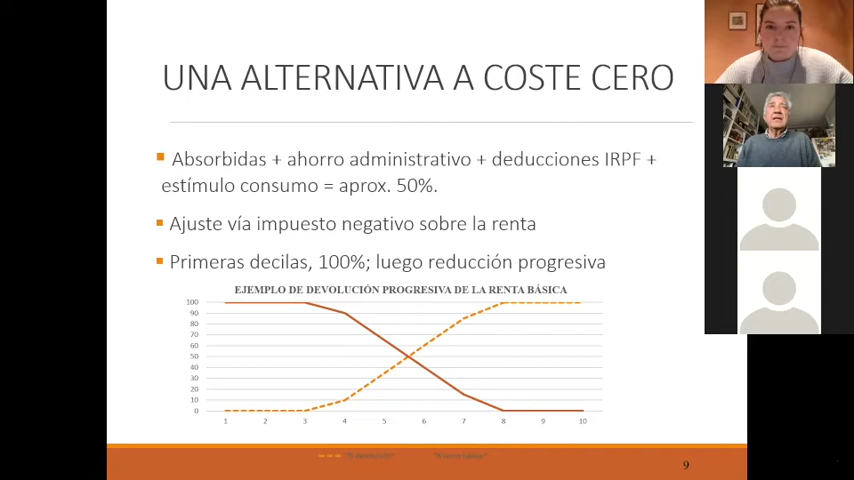 UNA ALTERNATIVA A COSTE CERO
▪ Absorbidas + ahorro administrativo + deducciones IRPF +
estímulo consumo = aprox. 50%.
▪ Ajuste vía impuesto negativo sobre la renta
▪ Primeras decilas, 100%; luego reducción progresiva
EJEMPLO DE DEVOLUCIÓN PROGRESIVA DE LA RENTA BÁSICA
100
90
80
70
60
50
40
30
20
10
0
1 2 3 4 5 6 7 8 9 10
9